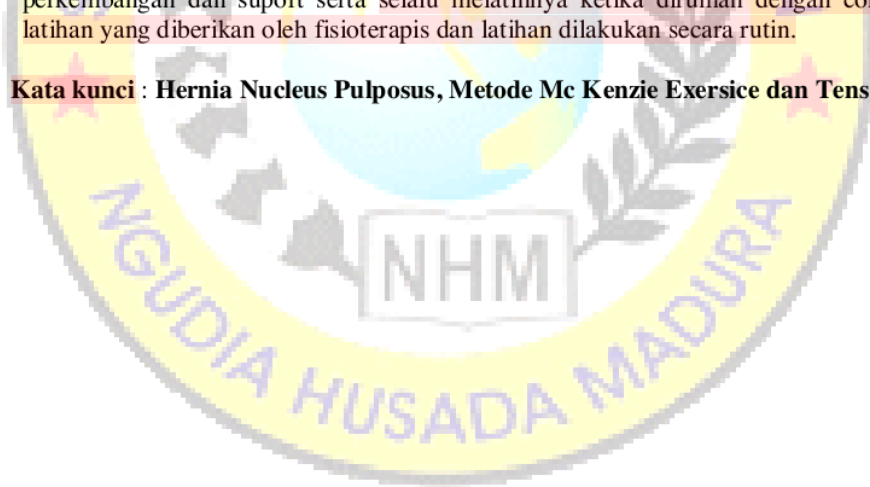 perkembangan dan suport serta selalu melatihnya ketika dirumah dengan
latihan yang diberikan oleh fisioterapis dan latihan dilakukan secara rutin.
Kata kunci : Hernia Nucleus Pulposus, Metode Mc Kenzie Exersice dan Tens
NHM
NGUDIA HUSADA MADURA